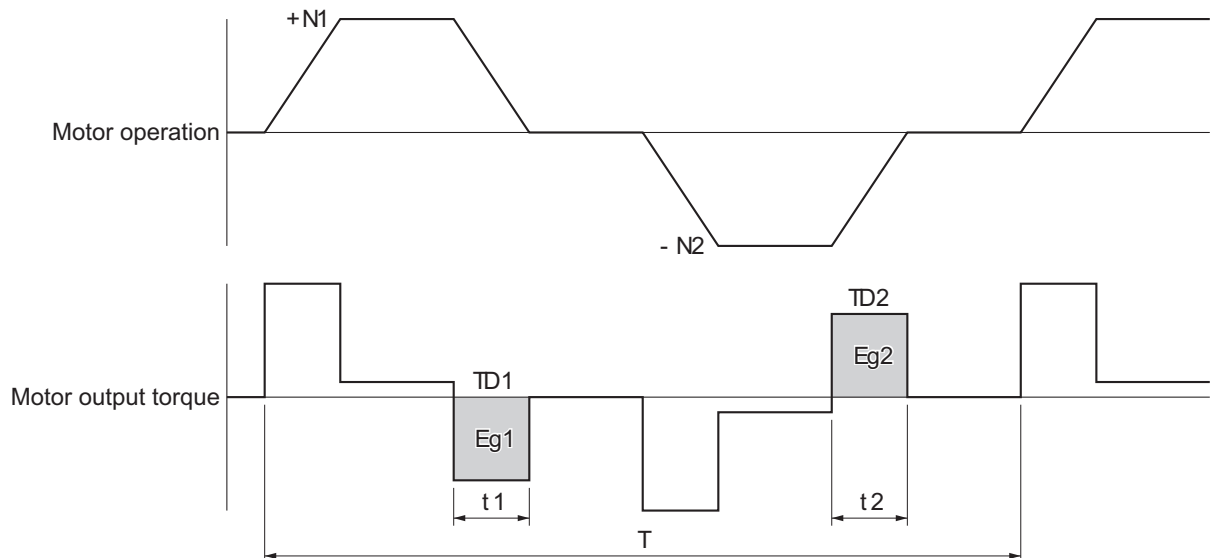 +N1
Motor operation
- N2
TD2
Eg2
TD1
Motor output torque
Eg1
t1
t2
T